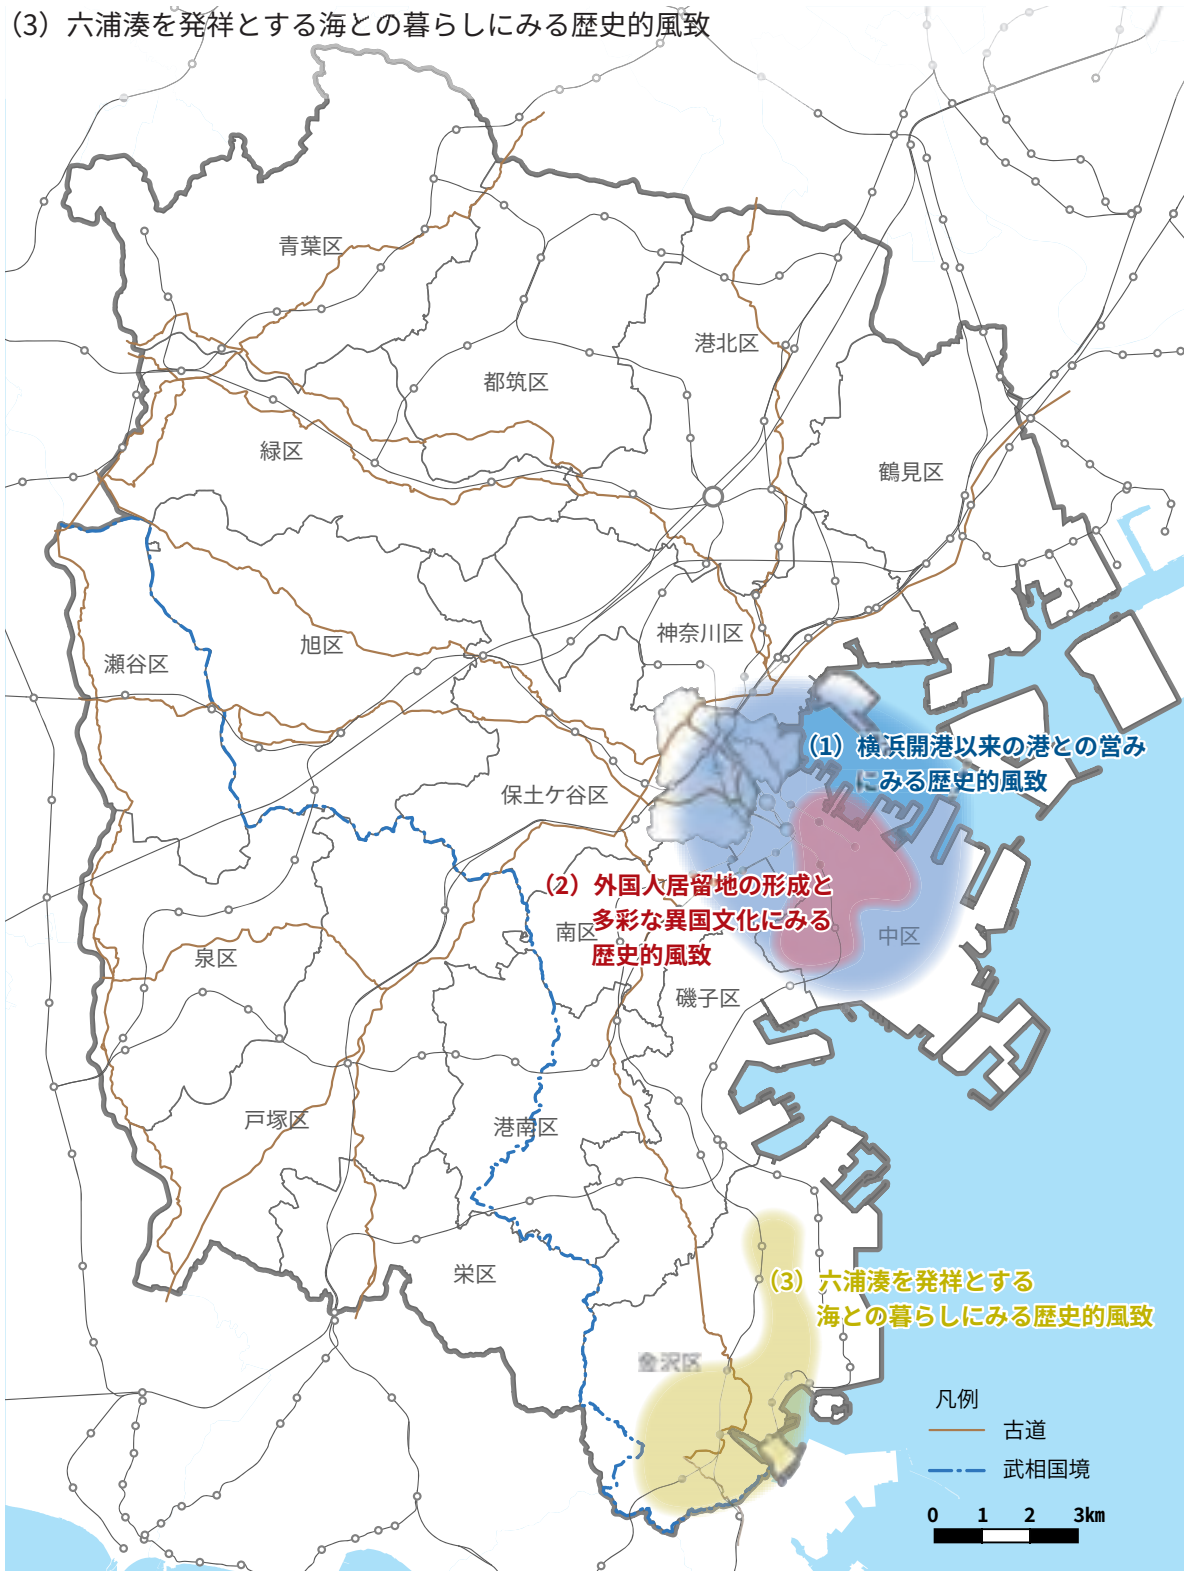 （3）六浦湊を発祥とする海との暮らしにみる歴史的風致
青葉区
港北区
都筑区
緑区
鶴見区
神奈川区
旭区
瀬谷区
（1）横浜開港以来の港との営み
にみる歴史的風致
保土ケ谷区
（2）外国人居留地の形成と
多彩な異国文化にみる
歴史的風致
南区
中区
泉区
磯子区
戸塚区
港南区
栄区
（3）六浦湊を発祥とする
海との暮らしにみる歴史的風致
金沢区
凡例
古道
武相国境
0 1 2 3km